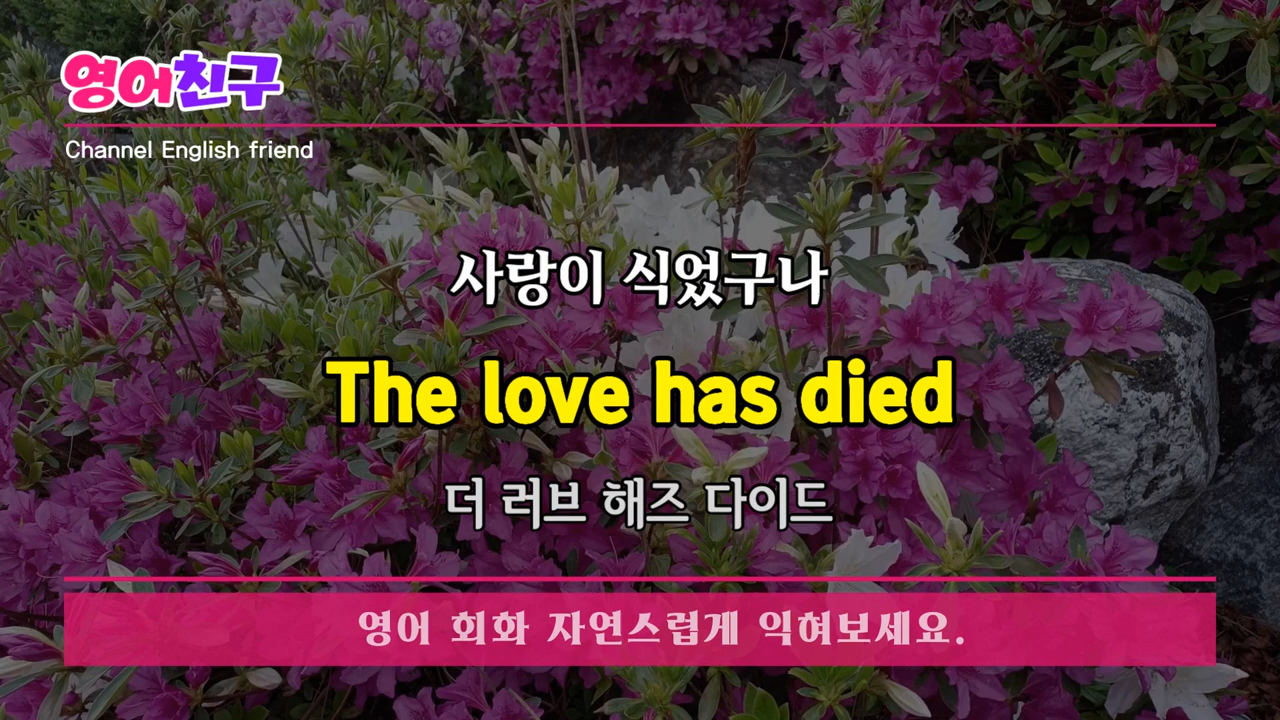 영어친구
Channel English friend
사랑이 식었구나
The love has died
더 러브 해즈 다이드
영어 회화 자연스럽게 익혀보세요.